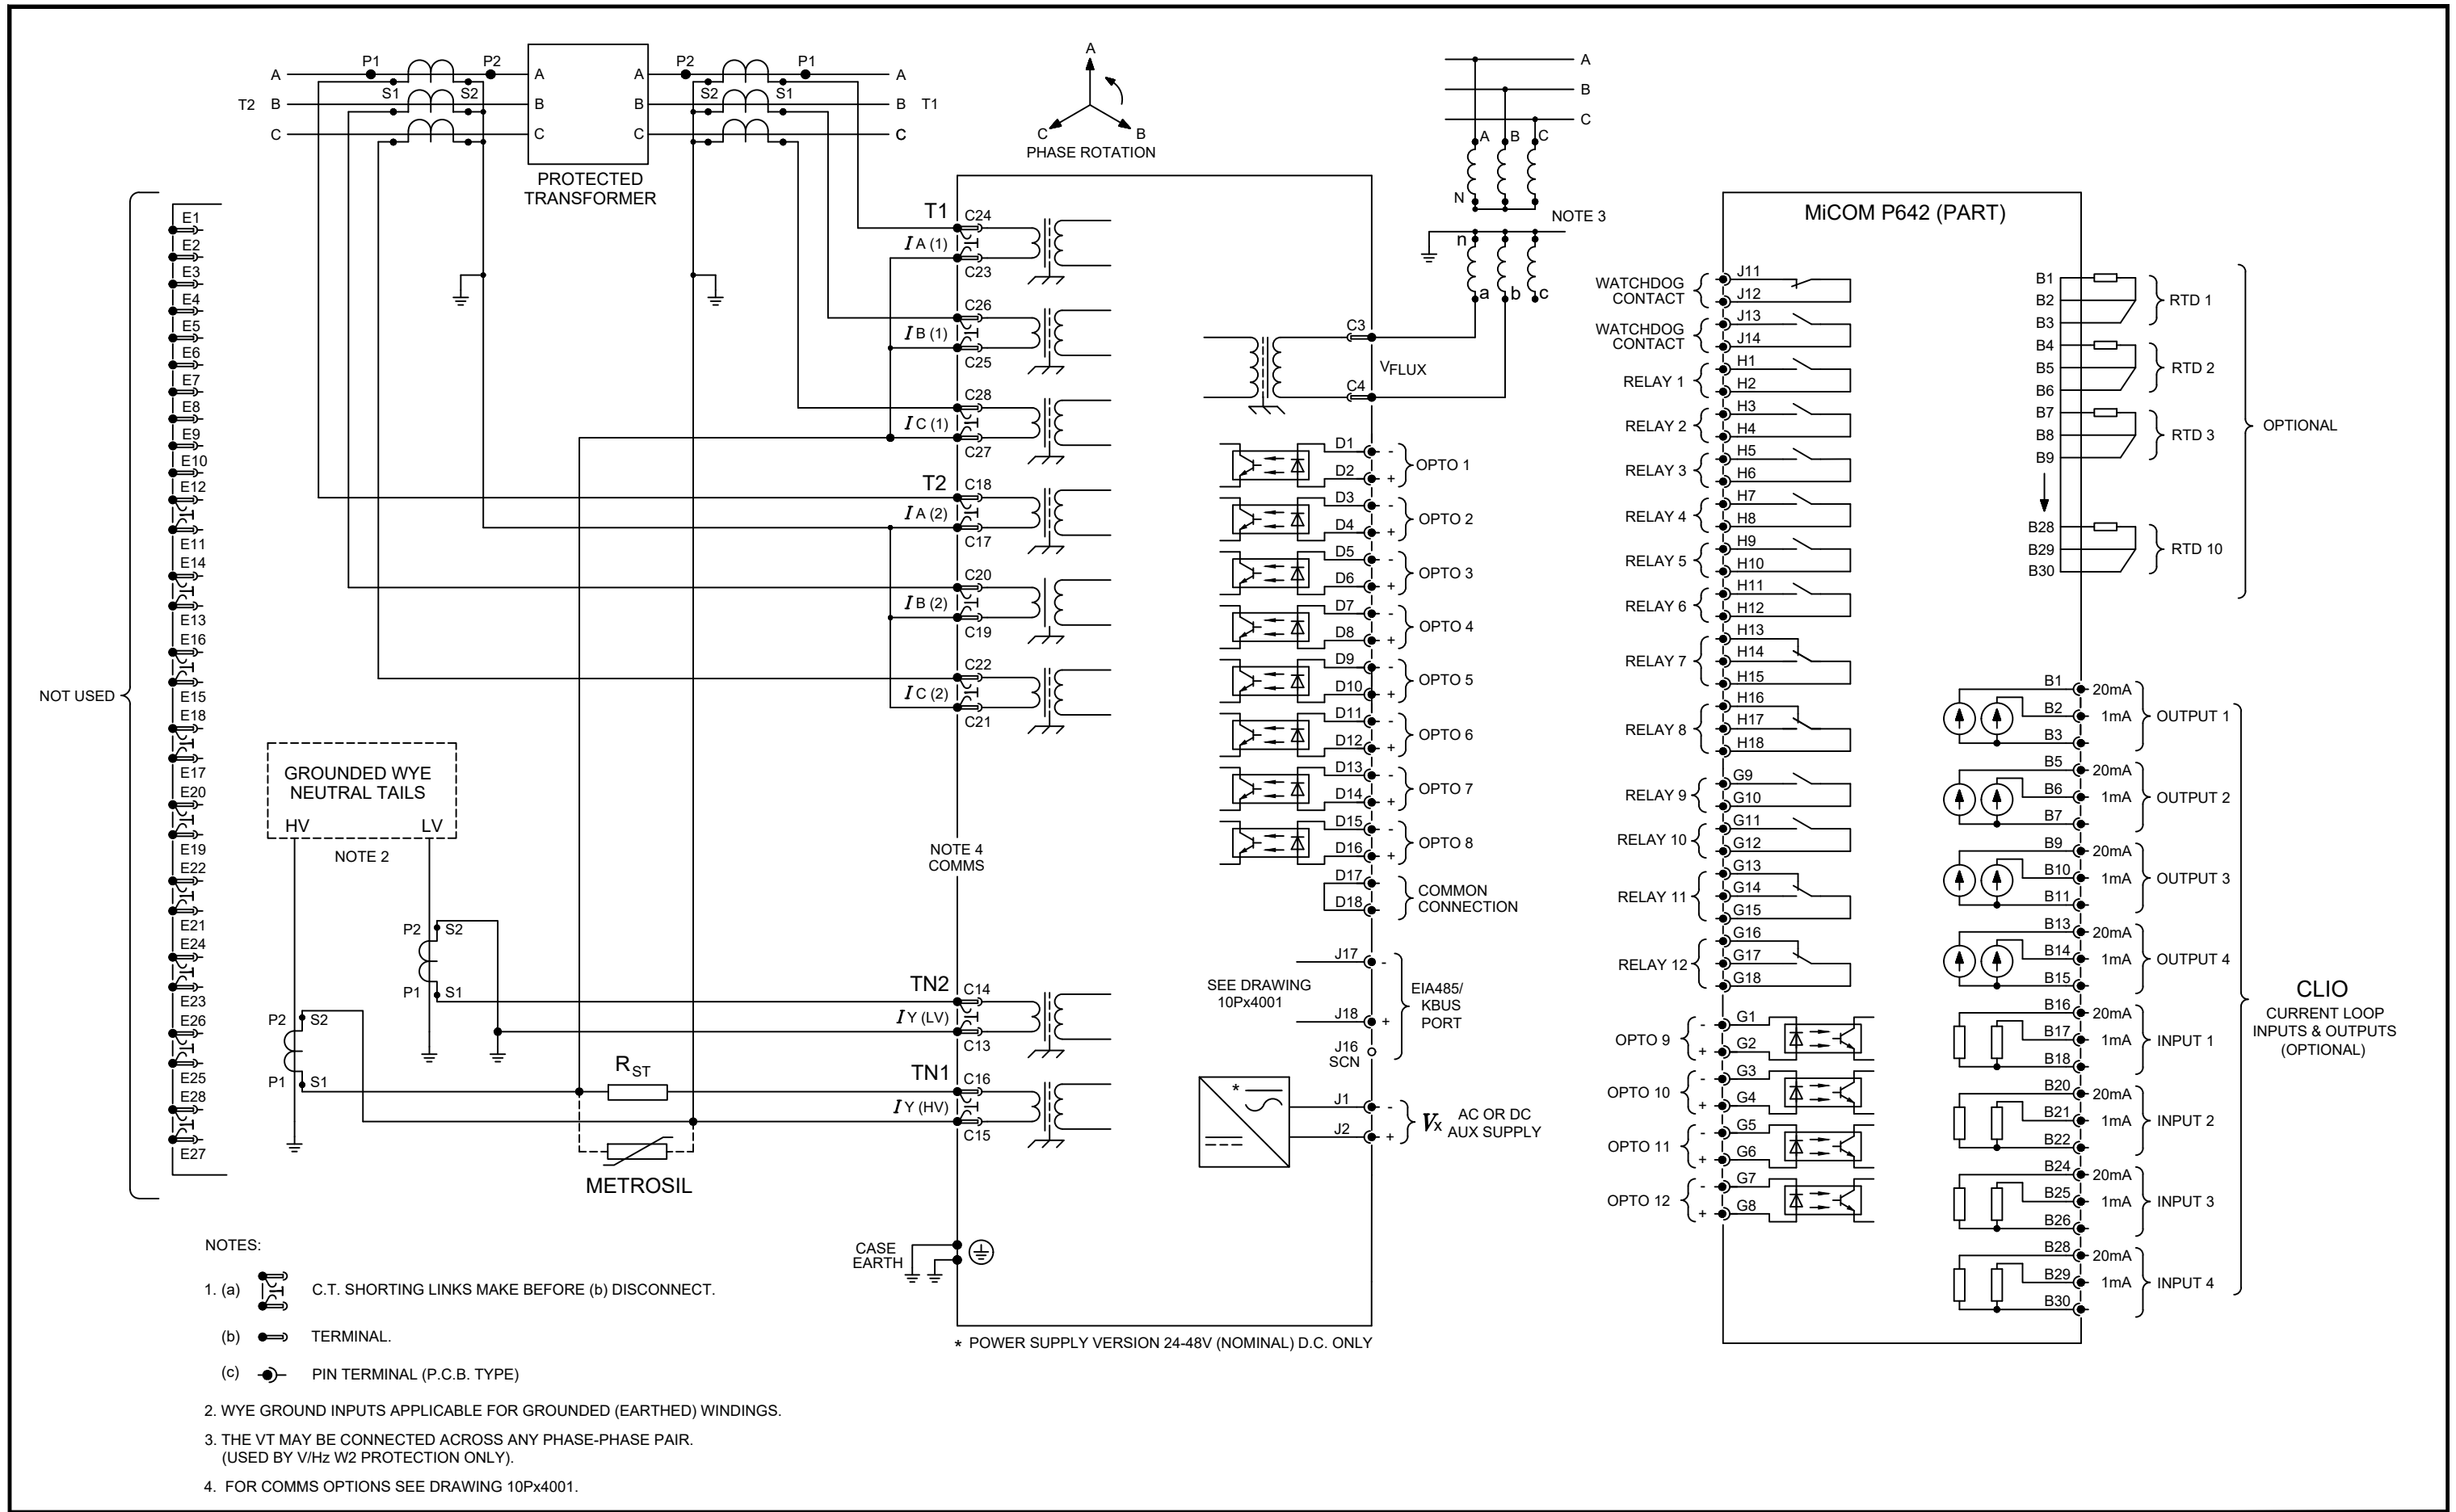 A P1 P2 A
S1 S2
T2 B B
C C
PROTECTED
TRANSFORMER
A P2 P1 A
S2 S1
B B T1
C C
A
C B
PHASE ROTATION
A
B
C
A B C
N
NOTE 3
n
a b c
E1
E2
E3
E4
E5
E6
E7
E8
E9
E10
E12
E11
E14
E13
E16
E15
E18
E17
E20
E19
E22
E21
E24
E23
E26
E25
E28
E27
NOT USED
GROUNDED WYE
NEUTRAL TAILS
HV LV
NOTE 2
P2 S2
P1 S1
P2 S2
P1 S1
RST
METROSIL
T1 C24
I A (1)
C23
C26
I B (1)
C25
C28
I C (1)
C27
T2 C18
I A (2)
C17
C20
I B (2)
C19
C22
I C (2)
C21
NOTE 4
COMMS
TN2 C14
I Y (LV)
C13
TN1 C16
I Y (HV)
C15
CASE
EARTH
C3
VFLUX
C4
D1 -
D2 + OPTO 1
D3 -
D4 + OPTO 2
D5 -
D6 + OPTO 3
D7 -
D8 + OPTO 4
D9 -
D10 + OPTO 5
D11 -
D12 + OPTO 6
D13 -
D14 + OPTO 7
D15 -
D16 + OPTO 8
D17
D18
COMMON
CONNECTION
SEE DRAWING
10Px4001
J17 -
J18 +
J16
SCN
EIA485/
KBUS
PORT
*
J1 -
J2 +
Vx AC OR DC
AUX SUPPLY
* POWER SUPPLY VERSION 24-48V (NOMINAL) D.C. ONLY
MiCOM P642 (PART)
WATCHDOG
CONTACT
J11
J12
WATCHDOG
CONTACT
J13
J14
RELAY 1
H1
H2
RELAY 2
H3
H4
RELAY 3
H5
H6
RELAY 4
H7
H8
RELAY 5
H9
H10
RELAY 6
H11
H12
RELAY 7
H13
H14
H15
RELAY 8
H16
H17
H18
RELAY 9
G9
G10
RELAY 10
G11
G12
RELAY 11
G13
G14
G15
RELAY 12
G16
G17
G18
OPTO 9
- G1
+ G2
OPTO 10
- G3
+ G4
OPTO 11
- G5
+ G6
OPTO 12
- G7
+ G8
B1
B2
B3
RTD 1
B4
B5
B6
RTD 2
B7
B8
B9
RTD 3
B28
B29
B30
RTD 10
OPTIONAL
B1 20mA
B2 1mA
B3
OUTPUT 1
B5 20mA
B6 1mA
B7
OUTPUT 2
B9 20mA
B10 1mA
B11
OUTPUT 3
B13 20mA
B14 1mA
B15
OUTPUT 4
B16 20mA
B17 1mA
B18
INPUT 1
B20 20mA
B21 1mA
B22
INPUT 2
B24 20mA
B25 1mA
B26
INPUT 3
B28 20mA
B29 1mA
B30
INPUT 4
CLIO
CURRENT LOOP
INPUTS & OUTPUTS
(OPTIONAL)
NOTES:
1. (a) C.T. SHORTING LINKS MAKE BEFORE (b) DISCONNECT.
(b) TERMINAL.
(c) PIN TERMINAL (P.C.B. TYPE)
2. WYE GROUND INPUTS APPLICABLE FOR GROUNDED (EARTHED) WINDINGS.
3. THE VT MAY BE CONNECTED ACROSS ANY PHASE-PHASE PAIR.
(USED BY V/Hz W2 PROTECTION ONLY).
4. FOR COMMS OPTIONS SEE DRAWING 10Px4001.